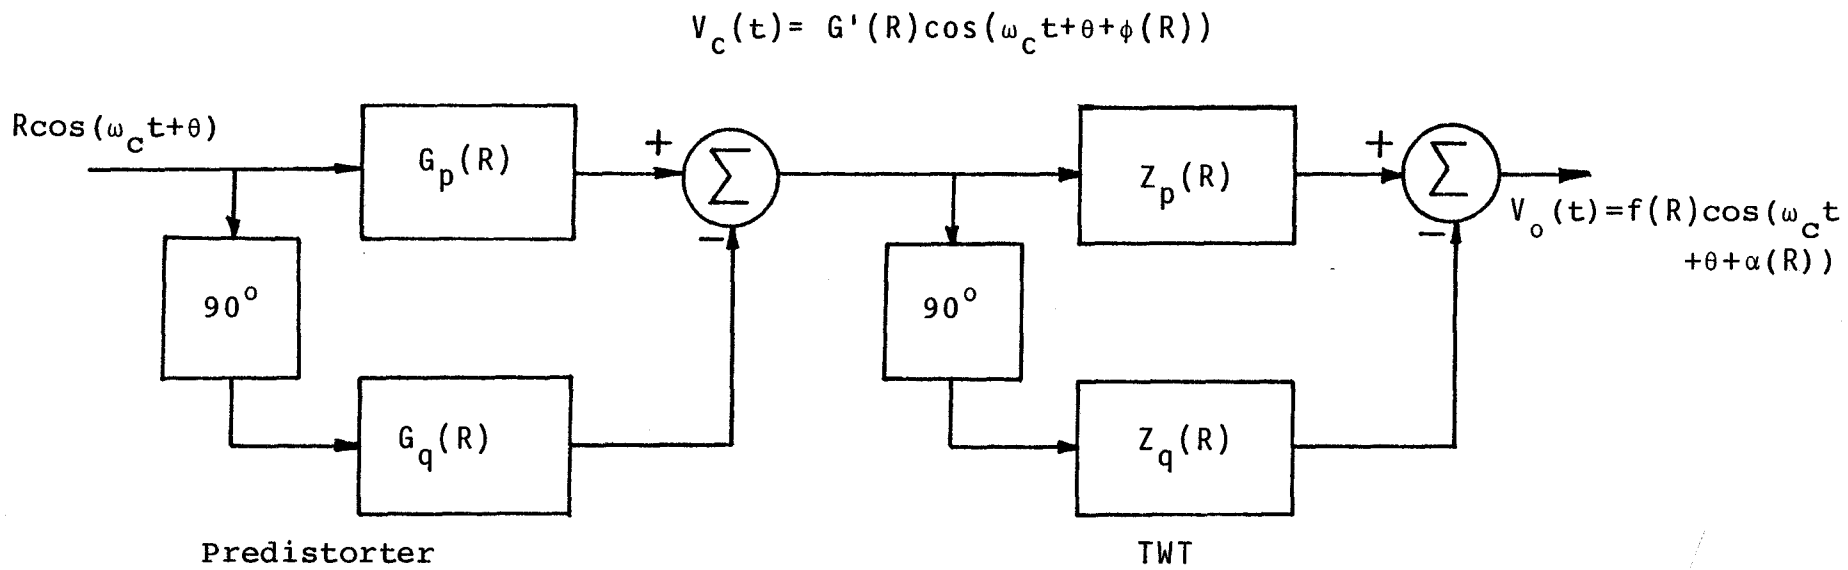 V_c(t)= G'(R)cos(ω_c t+θ+φ(R))
Rcos(ω_c t+θ)
G_p(R)
+
Σ
Z_p(R)
+
Σ
V_o(t)=f(R)cos(ω_c t
+θ+α(R))
−
−
90°
90°
G_q(R)
Z_q(R)
Predistorter
TWT